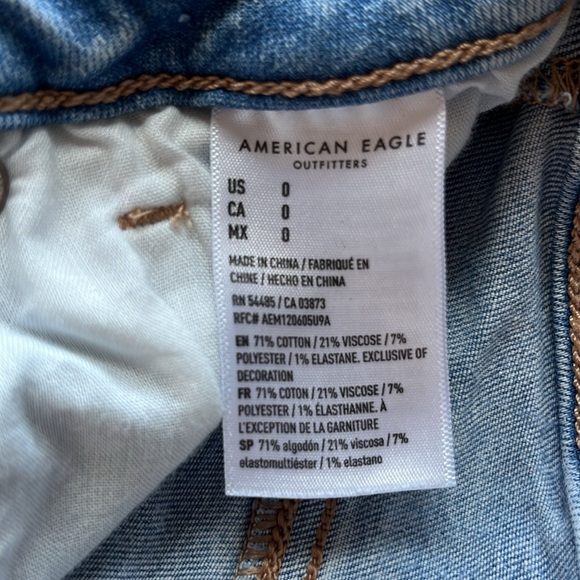 AMERICAN EAGLE
OUTFITTERS
US 0
CA 0
MX 0
MADE IN CHINA / FABRIQUÉ EN
CHINE / HECHO EN CHINA
RN 54485 / CA 03873
RFC# AEM120605U9A
EN 71% COTTON / 21% VISCOSE / 7%
POLYESTER / 1% ELASTANE. EXCLUSIVE OF
DECORATION
FR 71% COTON / 21% VISCOSE / 7%
POLYESTER / 1% ÉLASTHANNE. À
L'EXCEPTION DE LA GARNITURE
SP 71% algodón / 21% viscosa / 7%
elastomultiéster / 1% elastano